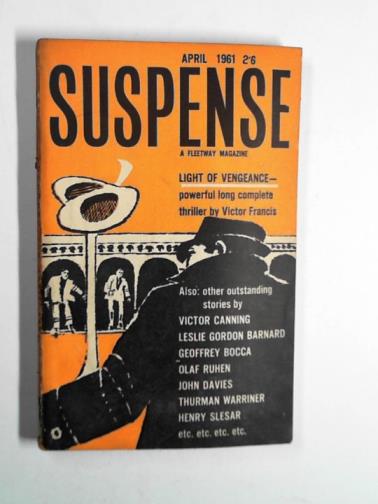 APRIL 1961 2'6
SUSPENSE
A FLEETWAY MAGAZINE
LIGHT OF VENGEANCE—
powerful long complete
thriller by Victor Francis
Also: other outstanding
stories by
VICTOR CANNING
LESLIE GORDON BARNARD
GEOFFREY BOCCA
OLAF RUHEN
JOHN DAVIES
THURMAN WARRINER
HENRY SLESAR
etc. etc. etc. etc.